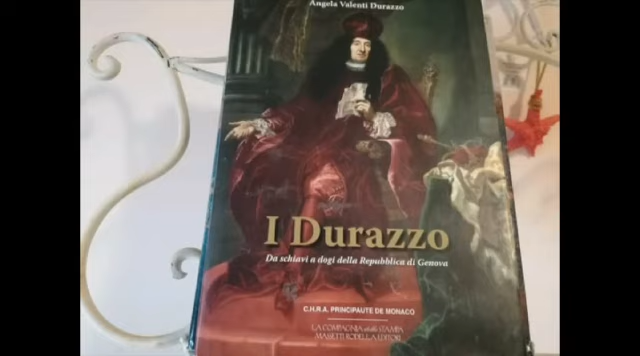 Angela Valenti Durazzo
I Durazzo
Da schiavi a dogi della Repubblica di Genova
C.H.R.A. PRINCIPAUTE DE MONACO
LA COMPAGNIA della STAMPA
MASSETTI RODELLA EDITORI